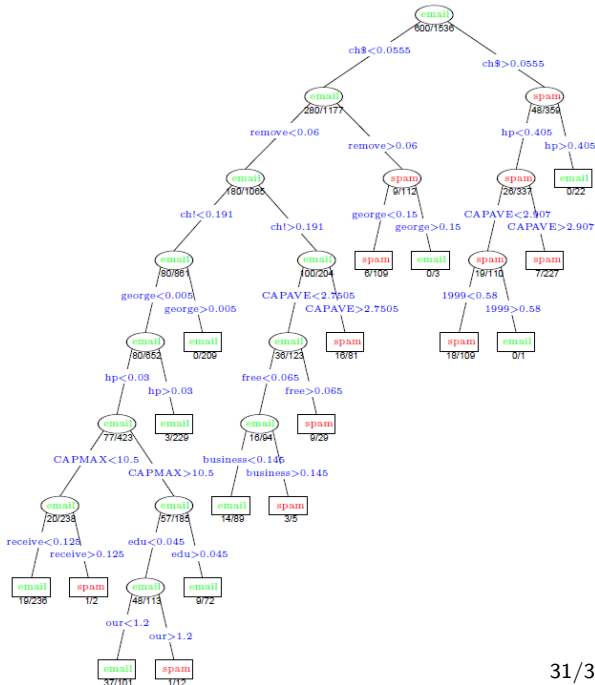 email
600/1536
ch$<0.0555
ch$>0.0555
email
280/1177
spam
48/359
remove<0.06
remove>0.06
hp<0.405
hp>0.405
email
180/1065
spam
9/112
spam
26/337
email
0/22
ch!<0.191
ch!>0.191
george<0.15
george>0.15
CAPAVE<2.907
CAPAVE>2.907
email
80/861
email
100/204
spam
6/109
email
0/3
spam
19/110
spam
7/227
george<0.005
george>0.005
CAPAVE<2.7505
CAPAVE>2.7505
1999<0.58
1999>0.58
email
80/652
email
0/209
email
36/123
spam
16/81
spam
18/109
email
0/1
hp<0.03
hp>0.03
free<0.065
free>0.065
email
77/423
email
3/229
email
16/94
spam
9/29
CAPMAX<10.5
CAPMAX>10.5
business<0.145
business>0.145
email
20/238
email
57/185
email
14/89
spam
3/5
receive<0.125
receive>0.125
edu<0.045
edu>0.045
email
19/236
spam
1/2
email
48/113
email
9/72
our<1.2
our>1.2
email
37/101
spam
1/12
31/3